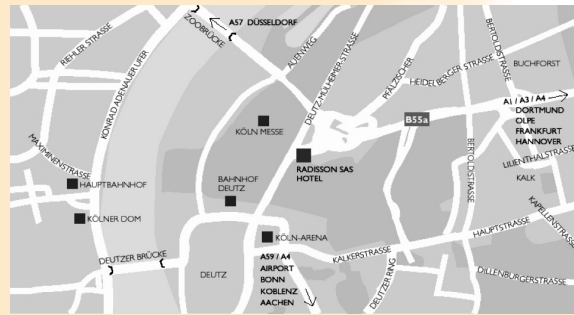 A57 DÜSSELDORF
ZOOBRÜCKE
RIEHLER STRASSE
KONRAD ADENAUER UFER
AUENWEG
DEUTZ-MÜLHEIMER-STRASSE
PFÄLZISCHER
HEIDELBERGER STRASSE
BERTOLDISTRASSE
BUCHFORST
A1 / A3 / A4
DORTMUND
OLPE
FRANKFURT
HANNOVER
B55a
KÖLN MESSE
MAXIMINENSTRASSE
RADISSON SAS
HOTEL
BERTOLDISTRASSE
LILIENTHALSTRASSE
KALK
HAUPTBAHNHOF
BAHNHOF
DEUTZ
KÖLNER DOM
KAPELLENSTRASSE
HAUPTSTRASSE
KÖLN-ARENA
KALKERSTRASSE
DEUTZER BRÜCKE
DEUTZ
A59 / A4
AIRPORT
BONN
KOBLENZ
AACHEN
DEUTZER RING
DILLENBURGERSTRASSE